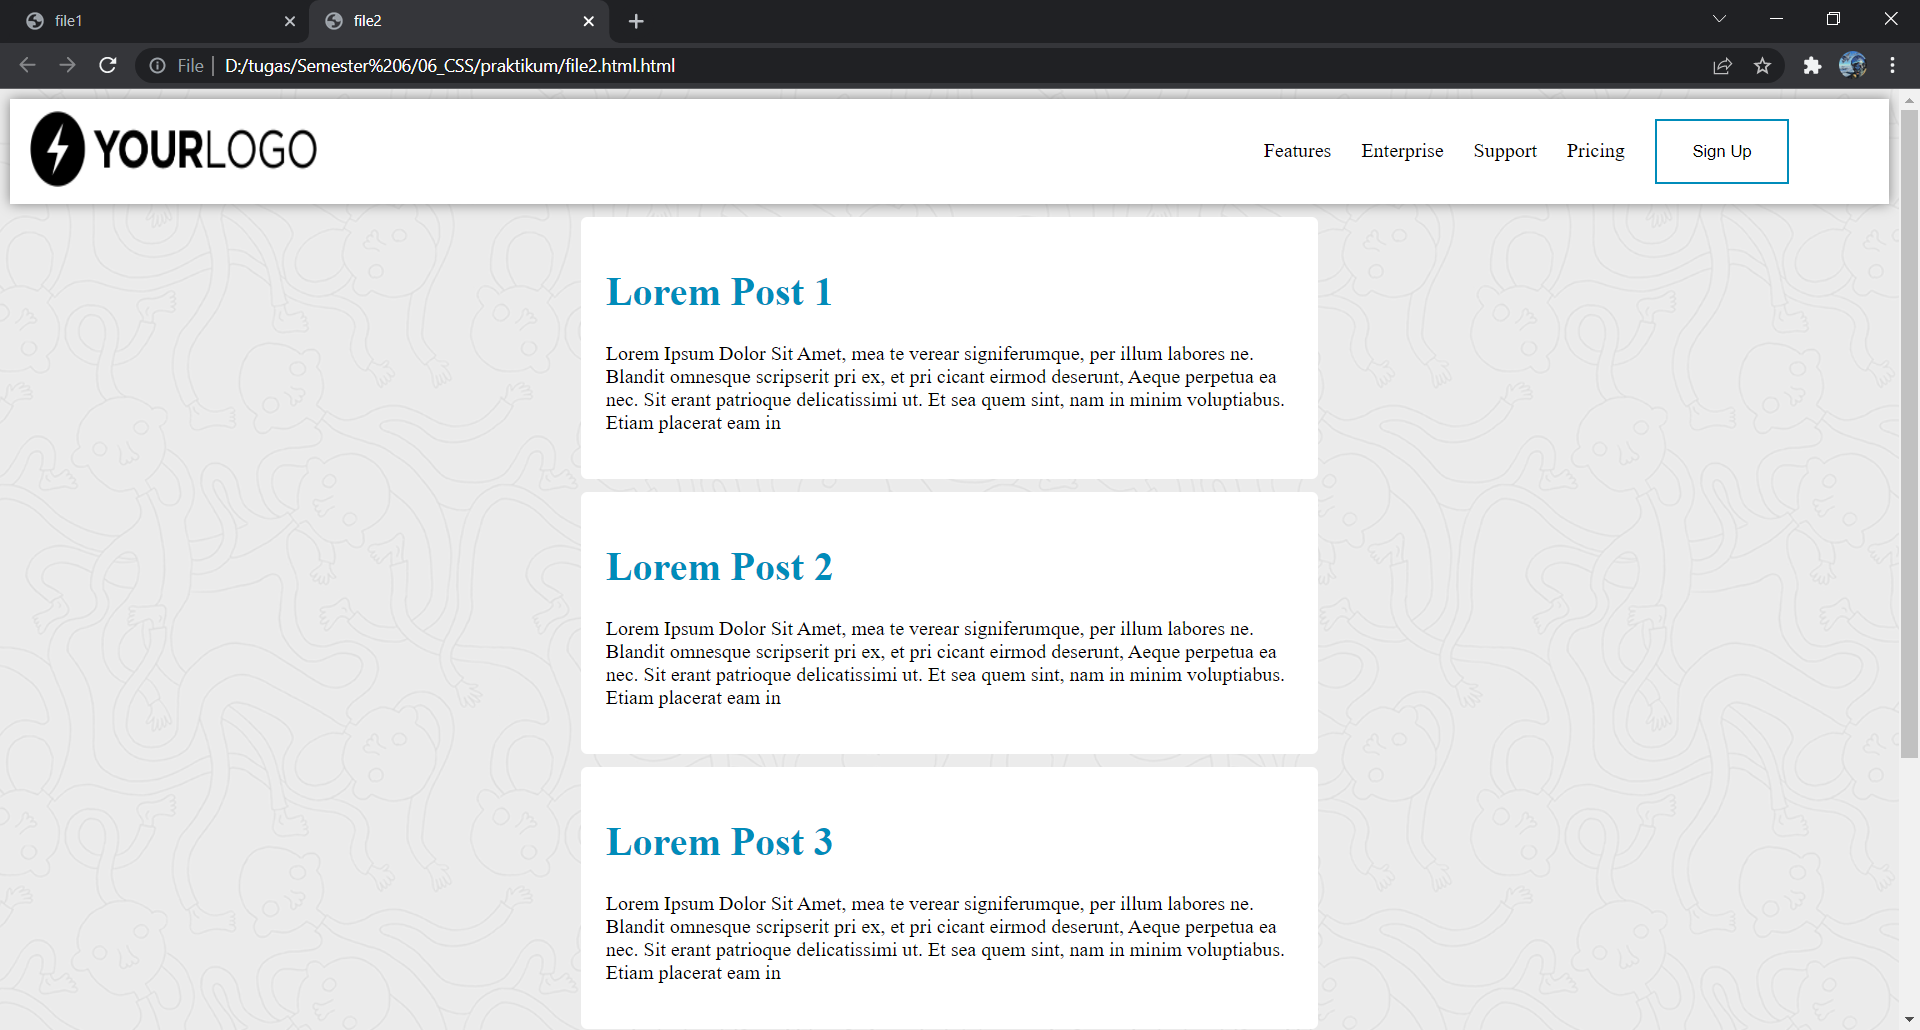 file1
file2
File
D:/tugas/Semester%206/06_CSS/praktikum/file2.html.html
YOURLOGO
Features Enterprise Support Pricing Sign Up
Lorem Post 1
Lorem Ipsum Dolor Sit Amet, mea te verear signiferumque, per illum labores ne.
Blandit omnesque scripserit pri ex, et pri cicant eirmod deserunt, Aeque perpetua ea
nec. Sit erant patrioque delicatissimi ut. Et sea quem sint, nam in minim voluptiabus.
Etiam placerat eam in
Lorem Post 2
Lorem Ipsum Dolor Sit Amet, mea te verear signiferumque, per illum labores ne.
Blandit omnesque scripserit pri ex, et pri cicant eirmod deserunt, Aeque perpetua ea
nec. Sit erant patrioque delicatissimi ut. Et sea quem sint, nam in minim voluptiabus.
Etiam placerat eam in
Lorem Post 3
Lorem Ipsum Dolor Sit Amet, mea te verear signiferumque, per illum labores ne.
Blandit omnesque scripserit pri ex, et pri cicant eirmod deserunt, Aeque perpetua ea
nec. Sit erant patrioque delicatissimi ut. Et sea quem sint, nam in minim voluptiabus.
Etiam placerat eam in